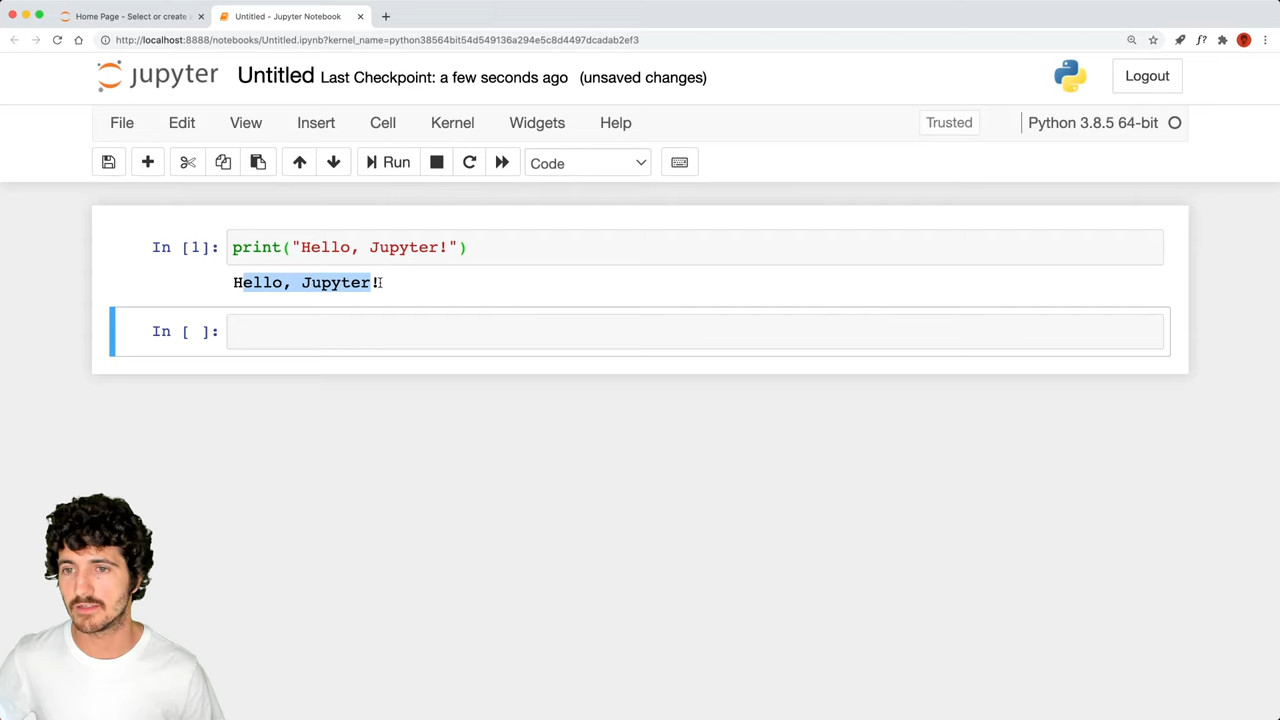 Home Page - Select or create a
Untitled - Jupyter Notebook
http://localhost:8888/notebooks/Untitled.ipynb?kernel_name=python38564bit54d549136a294e5c8d4497dcadab2ef3
jupyter Untitled Last Checkpoint: a few seconds ago (unsaved changes) Logout
File Edit View Insert Cell Kernel Widgets Help Trusted Python 3.8.5 64-bit
Run Code
In [1]: print("Hello, Jupyter!")
Hello, Jupyter!
In [ ]: